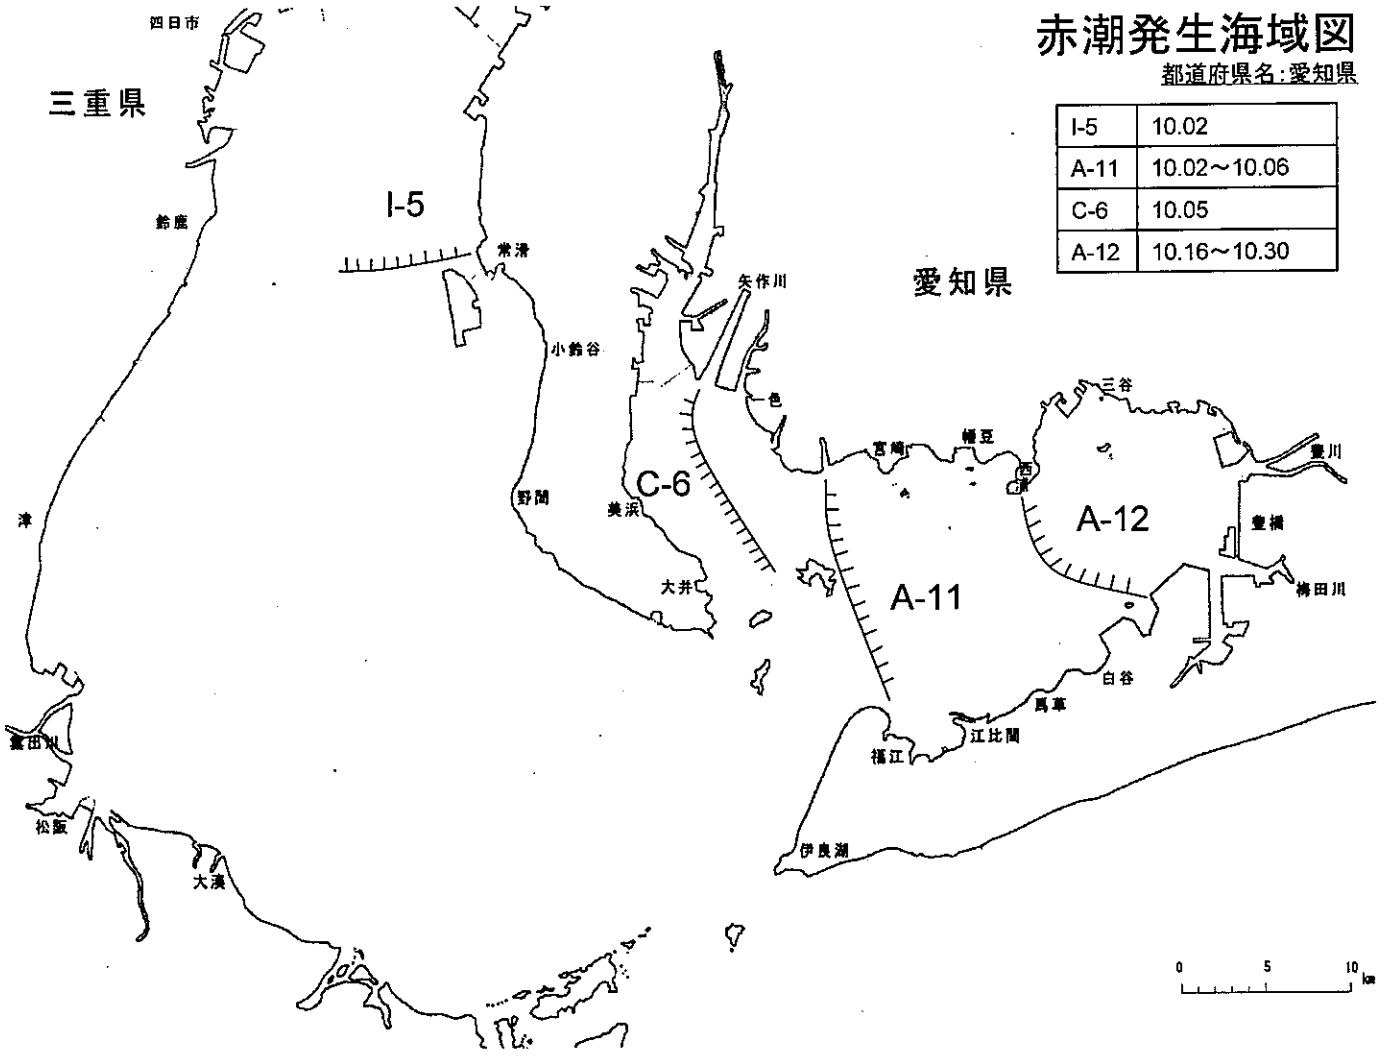 赤潮発生海域図
都道府県名:愛知県
I-5 10.02
A-11 10.02～10.06
C-6 10.05
A-12 10.16～10.30
四日市
三重県
I-5
鈴鹿
常滑
愛知県
矢作川
小鈴谷
三谷
一色
宮崎
幡豆
西浦
豊川
C-6
野間
美浜
A-12
津
豊橋
大井
A-11
梅田川
白谷
馬草
福江
江比間
雲出川
松阪
伊良湖
大湊
0 5 10 km